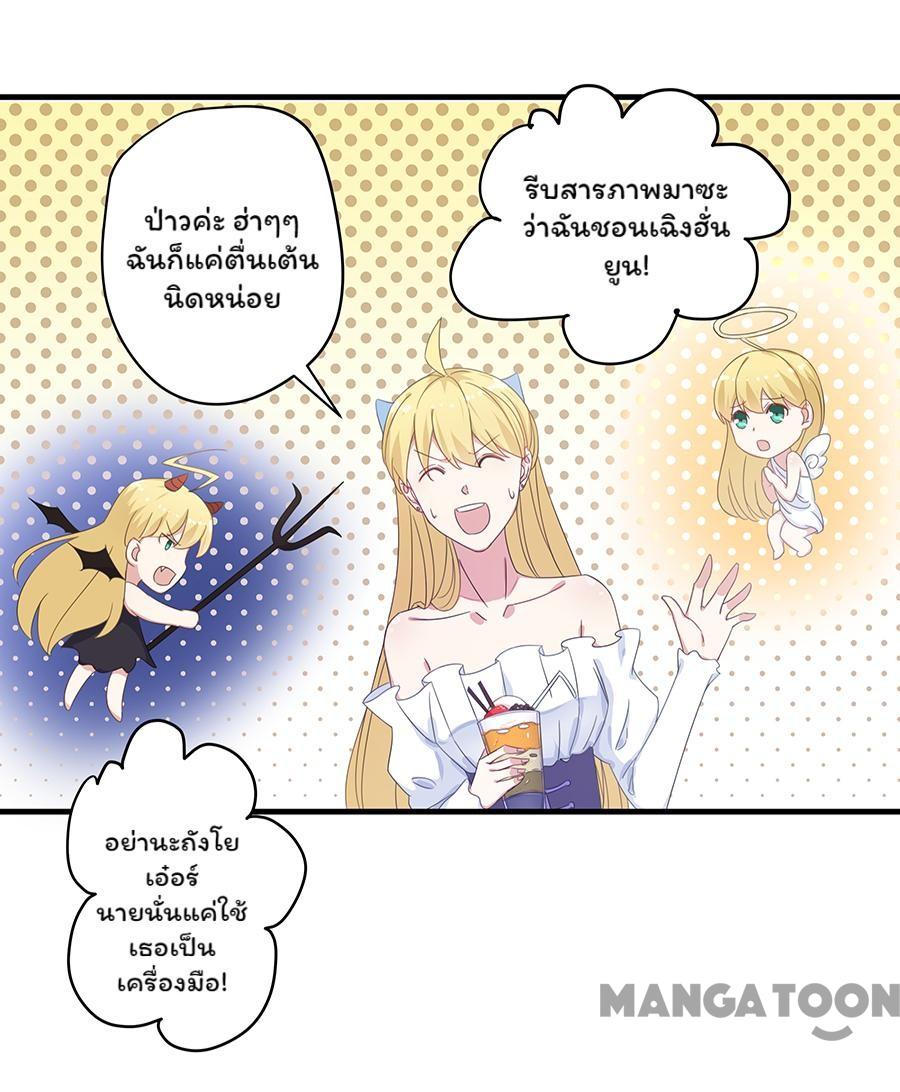 ป่าวค่ะ ฮ่าๆๆ
ฉันก็แค่ตื่นเต้น
นิดหน่อย
รีบสารภาพมาซะ
ว่าฉันชอนเฉิงฮั่น
ยูน!
อย่านะถังโย
เอ๋อร์
นายนั่นแค่ใช้
เธอเป็น
เครื่องมือ!
MANGATOON